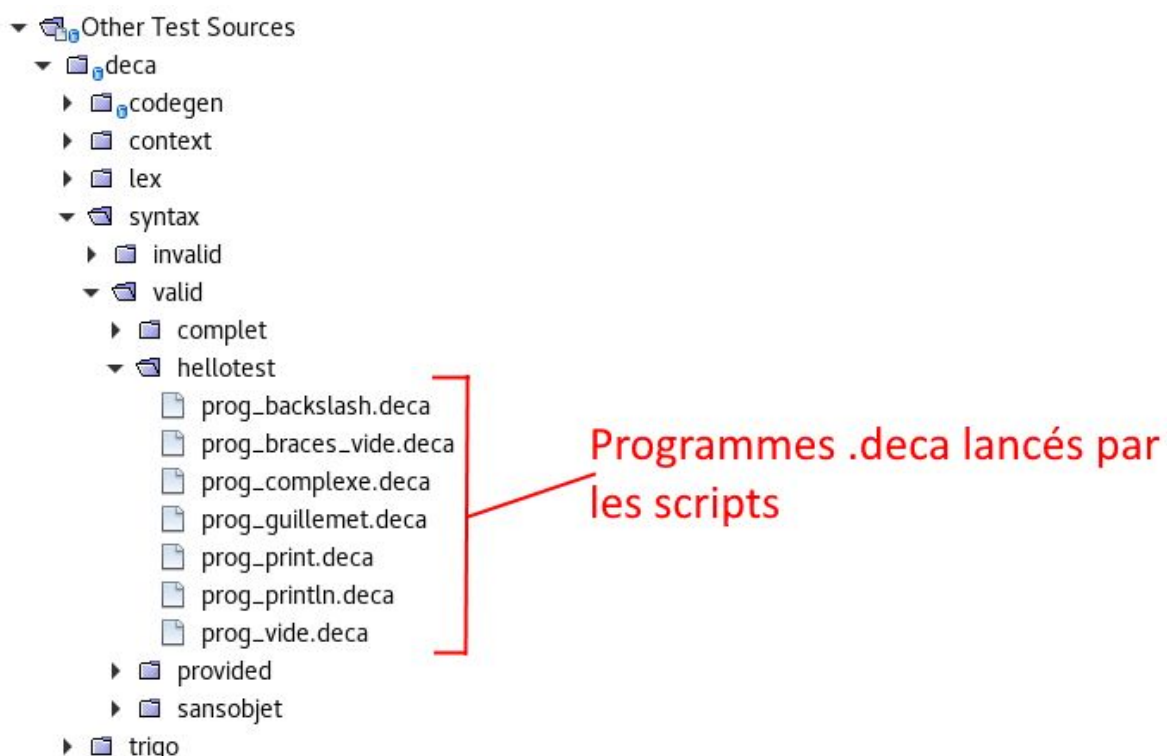 Other Test Sources
deca
codegen
context
lex
syntax
invalid
valid
complet
hellotest
prog_backslash.deca
prog_braces_vide.deca
prog_complexe.deca
prog_guillemet.deca
prog_print.deca
prog_println.deca
prog_vide.deca
provided
sansobjet
trigo
Programmes .deca lancés par
les scripts